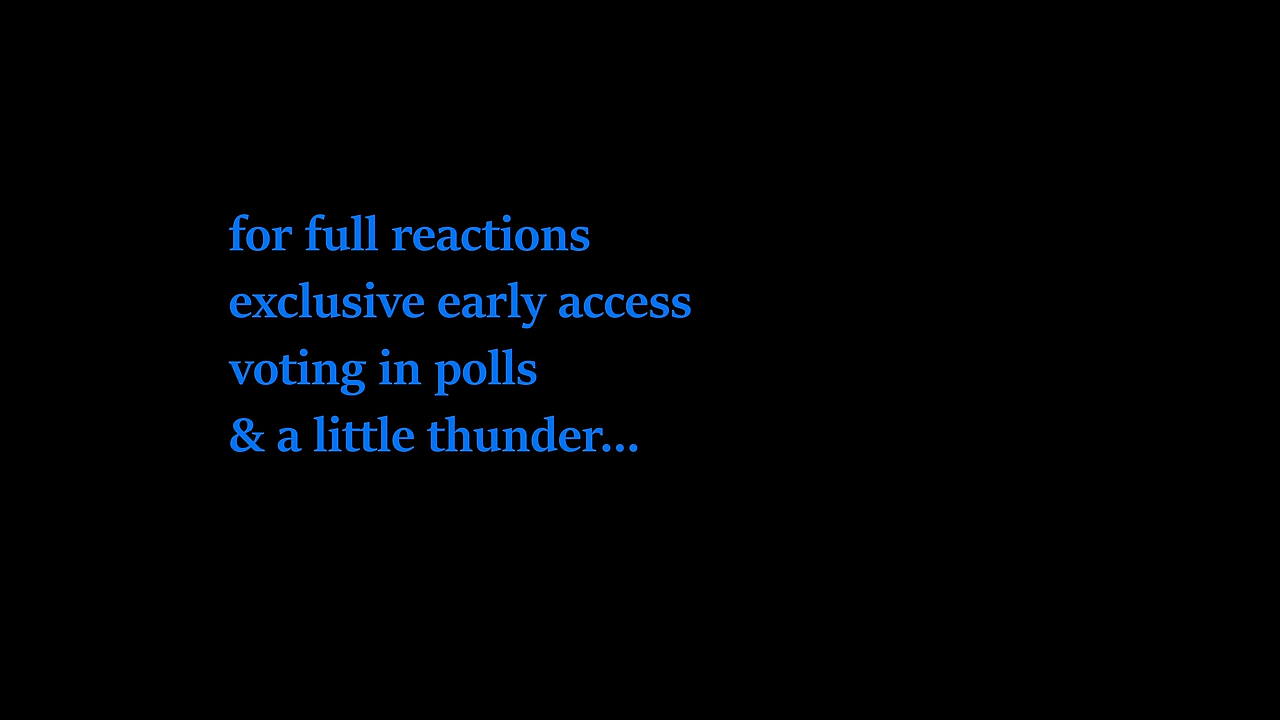 for full reactions
exclusive early access
voting in polls
& a little thunder...